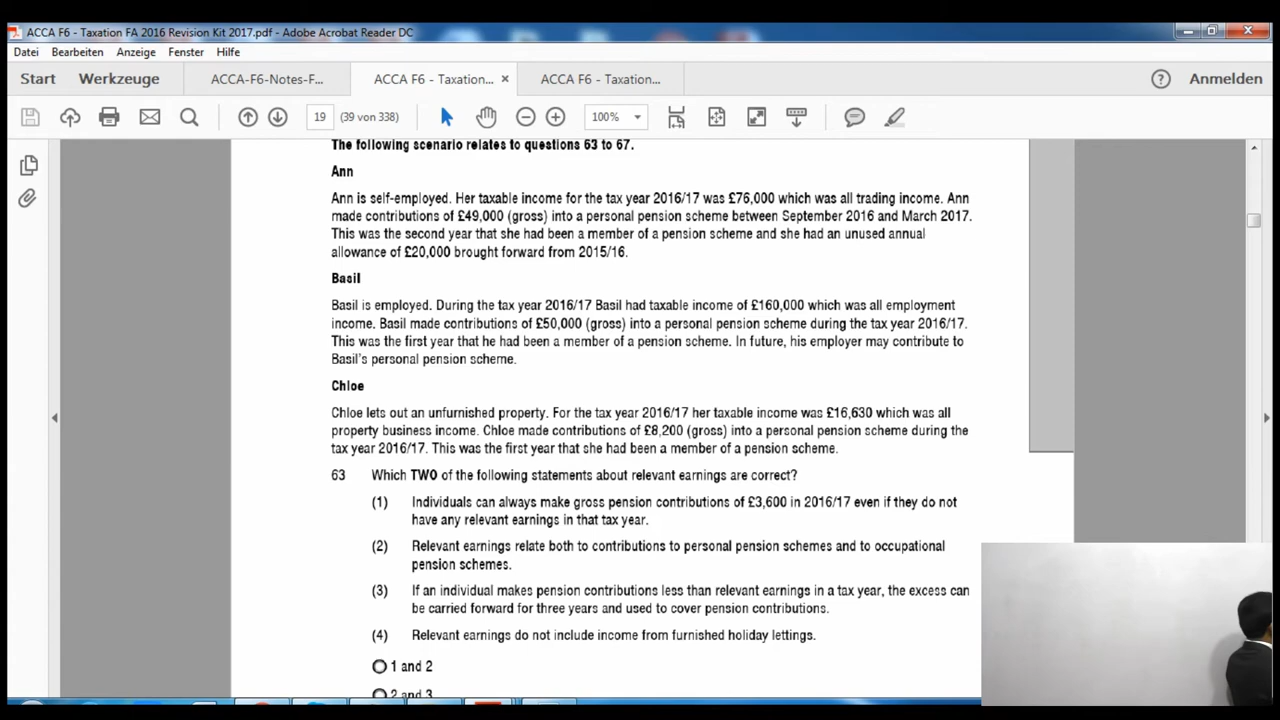 ACCA F6 - Taxation FA 2016 Revision Kit 2017.pdf - Adobe Acrobat Reader DC
Datei Bearbeiten Anzeige Fenster Hilfe
Start Werkzeuge ACCA-F6-Notes-F... ACCA F6 - Taxation... × ACCA F6 - Taxation... ? Anmelden
19 (39 von 338) 100%
The following scenario relates to questions 63 to 67.
Ann
Ann is self-employed. Her taxable income for the tax year 2016/17 was £76,000 which was all trading income. Ann
made contributions of £49,000 (gross) into a personal pension scheme between September 2016 and March 2017.
This was the second year that she had been a member of a pension scheme and she had an unused annual
allowance of £20,000 brought forward from 2015/16.
Basil
Basil is employed. During the tax year 2016/17 Basil had taxable income of £160,000 which was all employment
income. Basil made contributions of £50,000 (gross) into a personal pension scheme during the tax year 2016/17.
This was the first year that he had been a member of a pension scheme. In future, his employer may contribute to
Basil's personal pension scheme.
Chloe
Chloe lets out an unfurnished property. For the tax year 2016/17 her taxable income was £16,630 which was all
property business income. Chloe made contributions of £8,200 (gross) into a personal pension scheme during the
tax year 2016/17. This was the first year that she had been a member of a pension scheme.
63 Which TWO of the following statements about relevant earnings are correct?
(1) Individuals can always make gross pension contributions of £3,600 in 2016/17 even if they do not
have any relevant earnings in that tax year.
(2) Relevant earnings relate both to contributions to personal pension schemes and to occupational
pension schemes.
(3) If an individual makes pension contributions less than relevant earnings in a tax year, the excess can
be carried forward for three years and used to cover pension contributions.
(4) Relevant earnings do not include income from furnished holiday lettings.
1 and 2
2 and 3